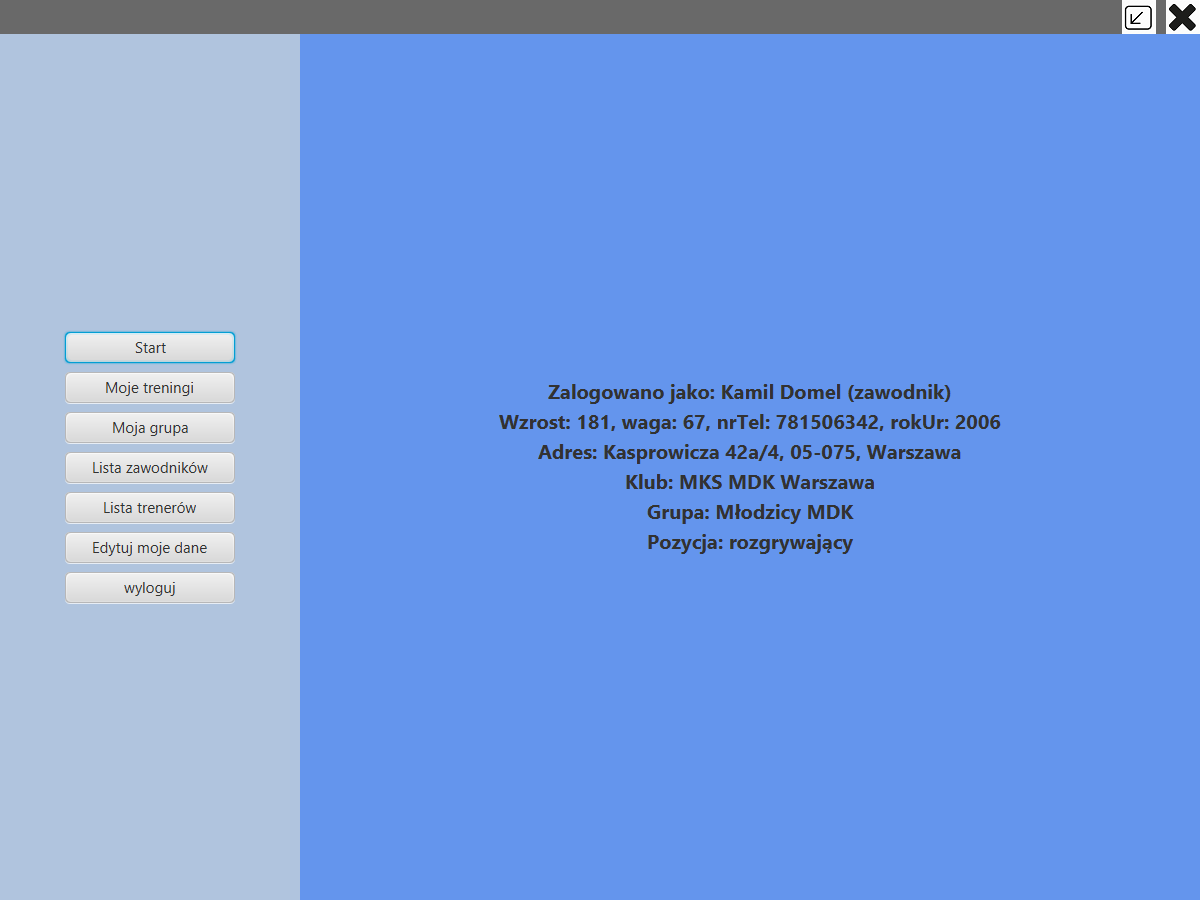 Start
Moje treningi
Moja grupa
Lista zawodników
Lista trenerów
Edytuj moje dane
wyloguj
Zalogowano jako: Kamil Domel (zawodnik)
Wzrost: 181, waga: 67, nrTel: 781506342, rokUr: 2006
Adres: Kasprowicza 42a/4, 05-075, Warszawa
Klub: MKS MDK Warszawa
Grupa: Młodzicy MDK
Pozycja: rozgrywający